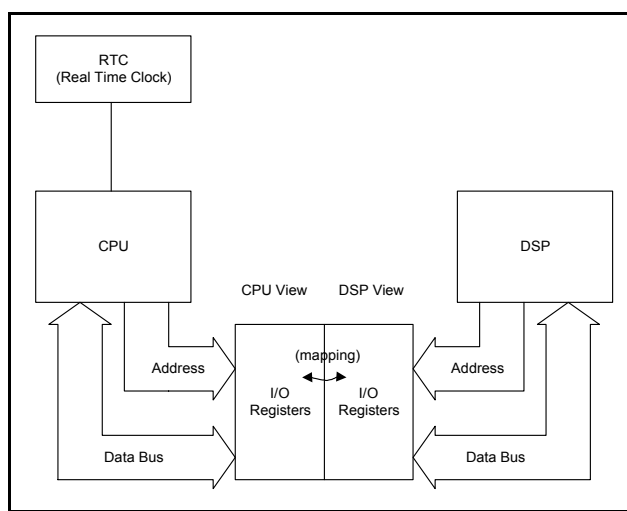 RTC
(Real Time Clock)
CPU
DSP
CPU View
DSP View
(mapping)
Address
I/O
Registers
I/O
Registers
Address
Data Bus
Data Bus